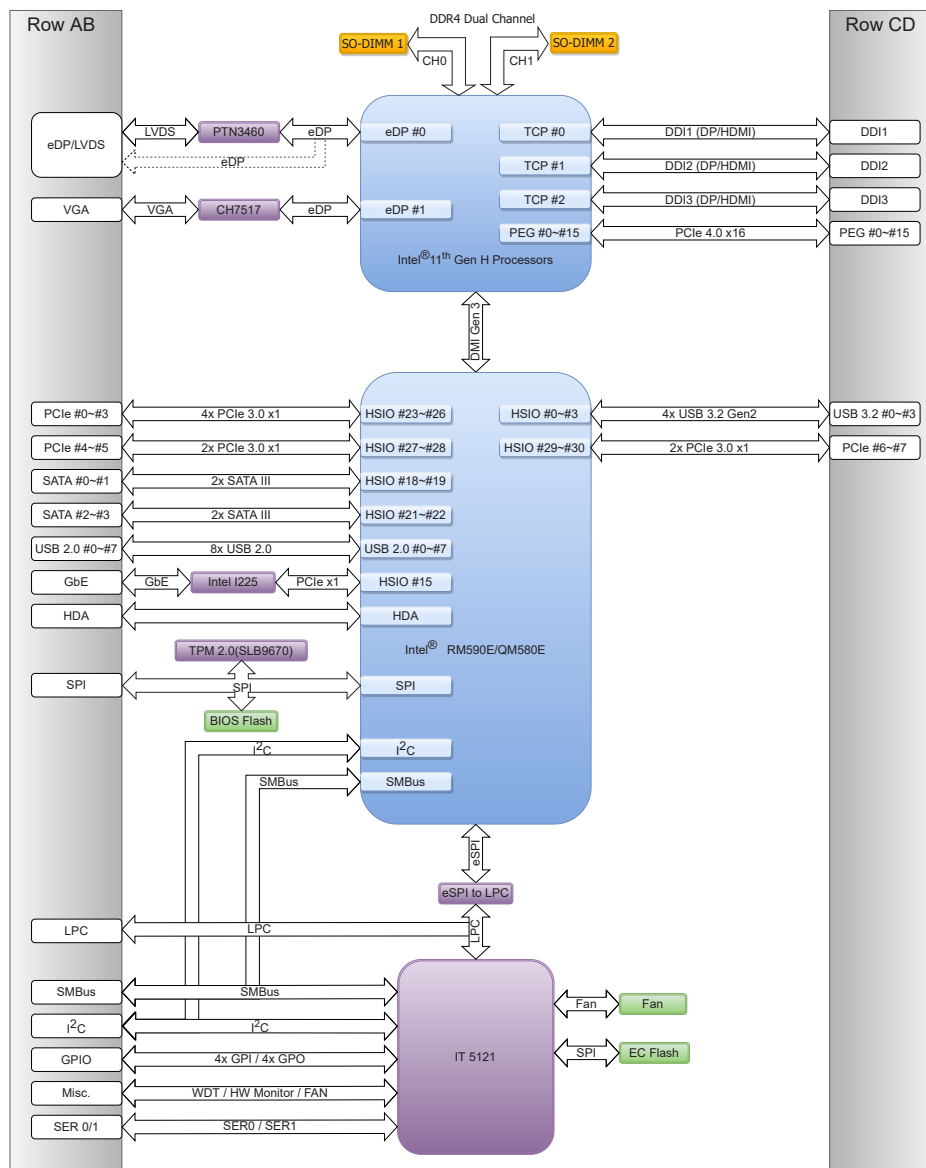 Row AB
DDR4 Dual Channel
Row CD
SO-DIMM 1
SO-DIMM 2
CH0
CH1
eDP/LVDS
LVDS
PTN3460
eDP
eDP #0
TCP #0
DDI1 (DP/HDMI)
DDI1
eDP
TCP #1
DDI2 (DP/HDMI)
DDI2
VGA
VGA
CH7517
eDP
eDP #1
TCP #2
DDI3 (DP/HDMI)
DDI3
PEG #0~#15
PCIe 4.0 x16
PEG #0~#15
Intel®11th Gen H Processors
DMI Gen 3
PCIe #0~#3
4x PCIe 3.0 x1
HSIO #23~#26
HSIO #0~#3
4x USB 3.2 Gen2
USB 3.2 #0~#3
PCIe #4~#5
2x PCIe 3.0 x1
HSIO #27~#28
HSIO #29~#30
2x PCIe 3.0 x1
PCIe #6~#7
SATA #0~#1
2x SATA III
HSIO #18~#19
SATA #2~#3
2x SATA III
HSIO #21~#22
USB 2.0 #0~#7
8x USB 2.0
USB 2.0 #0~#7
GbE
GbE
Intel I225
PCIe x1
HSIO #15
HDA
HDA
TPM 2.0(SLB9670)
Intel® RM590E/QM580E
SPI
SPI
SPI
BIOS Flash
I2C
I2C
SMBus
SMBus
eSPI
eSPI to LPC
LPC
LPC
LPC
SMBus
SMBus
Fan
Fan
I2C
I2C
GPIO
4x GPI / 4x GPO
IT 5121
SPI
EC Flash
Misc.
WDT / HW Monitor / FAN
SER 0/1
SER0 / SER1